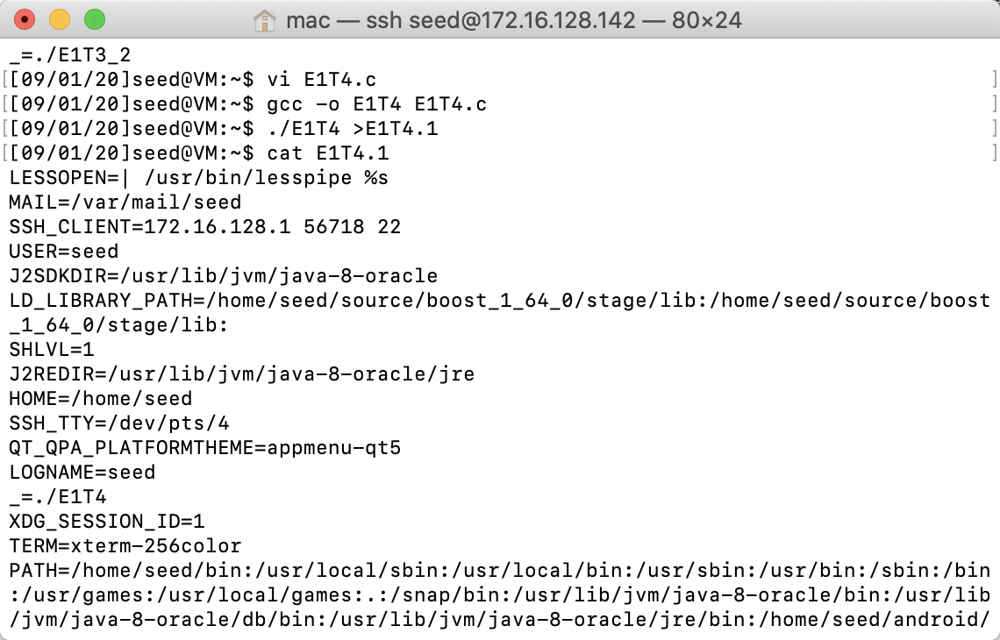 mac — ssh seed@172.16.128.142 — 80×24
_=./E1T3_2
[[09/01/20]seed@VM:~$ vi E1T4.c ]
[[09/01/20]seed@VM:~$ gcc -o E1T4 E1T4.c ]
[[09/01/20]seed@VM:~$ ./E1T4 >E1T4.1 ]
[[09/01/20]seed@VM:~$ cat E1T4.1 ]
LESSOPEN=| /usr/bin/lesspipe %s
MAIL=/var/mail/seed
SSH_CLIENT=172.16.128.1 56718 22
USER=seed
J2SDKDIR=/usr/lib/jvm/java-8-oracle
LD_LIBRARY_PATH=/home/seed/source/boost_1_64_0/stage/lib:/home/seed/source/boost
_1_64_0/stage/lib:
SHLVL=1
J2REDIR=/usr/lib/jvm/java-8-oracle/jre
HOME=/home/seed
SSH_TTY=/dev/pts/4
QT_QPA_PLATFORMTHEME=appmenu-qt5
LOGNAME=seed
_=./E1T4
XDG_SESSION_ID=1
TERM=xterm-256color
PATH=/home/seed/bin:/usr/local/sbin:/usr/local/bin:/usr/sbin:/usr/bin:/sbin:/bin
:/usr/games:/usr/local/games:.:/snap/bin:/usr/lib/jvm/java-8-oracle/bin:/usr/lib
/jvm/java-8-oracle/db/bin:/usr/lib/jvm/java-8-oracle/jre/bin:/home/seed/android/